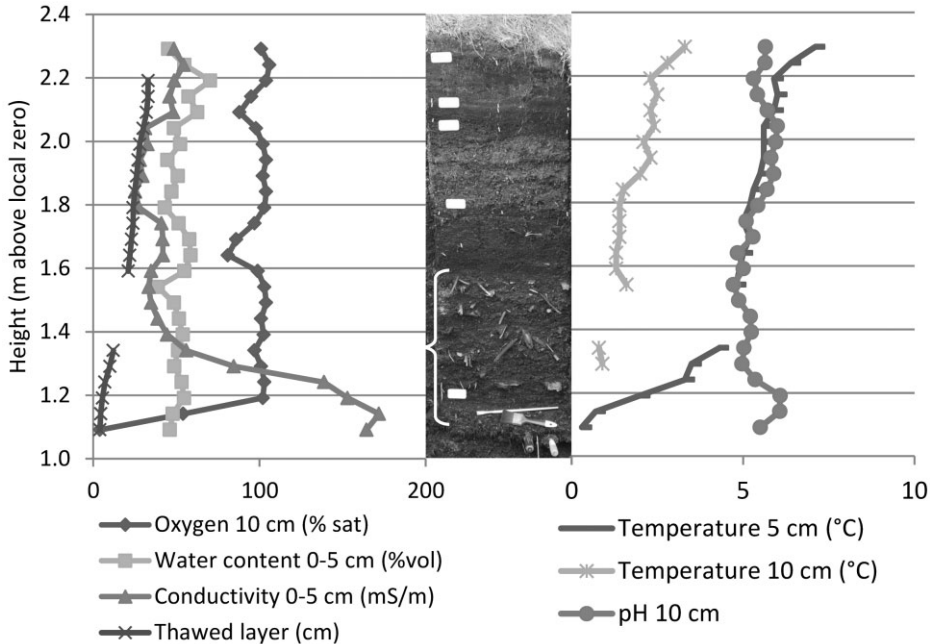 2.4
2.2
2.0
1.8
1.6
1.4
1.2
1.0
Height (m above local zero)
0 100 200 0 5 10
Oxygen 10 cm (% sat)
Water content 0-5 cm (%vol)
Conductivity 0-5 cm (mS/m)
Thawed layer (cm)
Temperature 5 cm (°C)
Temperature 10 cm (°C)
pH 10 cm